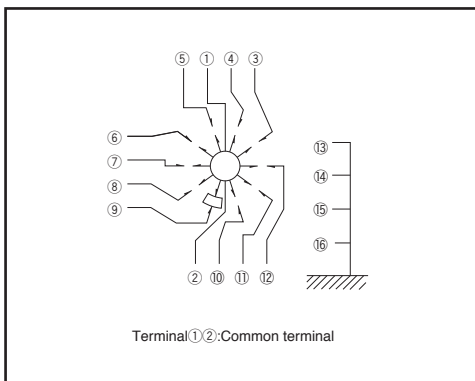 ⑤ ① ④ ③
⑥
⑦
⑧
⑨
② ⑩ ⑪ ⑫
⑬
⑭
⑮
⑯
Terminal①②:Common terminal